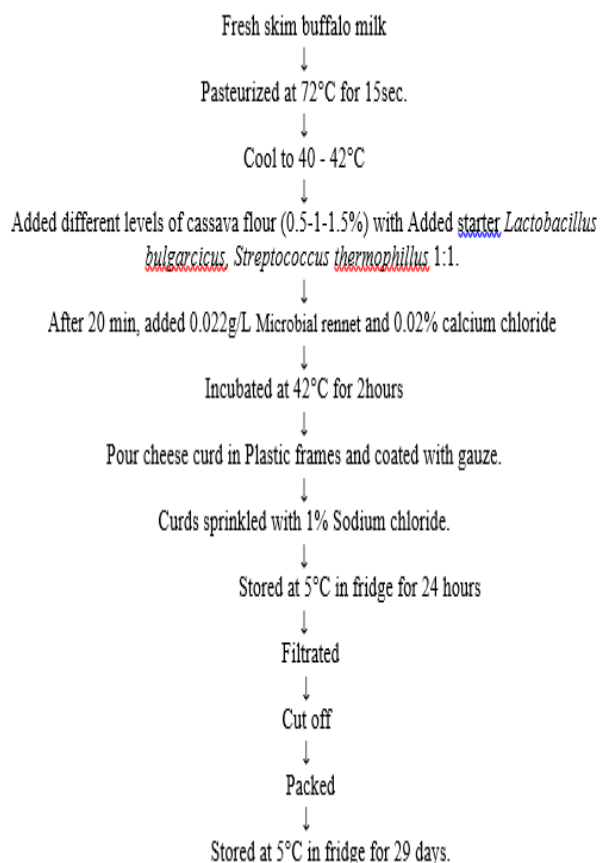 Fresh skim buffalo milk
↓
Pasteurized at 72°C for 15sec.
↓
Cool to 40 - 42°C
↓
Added different levels of cassava flour (0.5-1-1.5%) with Added starter Lactobacillus
bulgarcicus, Streptococcus thermophillus 1:1.
↓
After 20 min, added 0.022g/L Microbial rennet and 0.02% calcium chloride
↓
Incubated at 42°C for 2hours
↓
Pour cheese curd in Plastic frames and coated with gauze.
↓
Curds sprinkled with 1% Sodium chloride.
↓
Stored at 5°C in fridge for 24 hours
↓
Filtrated
↓
Cut off
↓
Packed
↓
Stored at 5°C in fridge for 29 days.